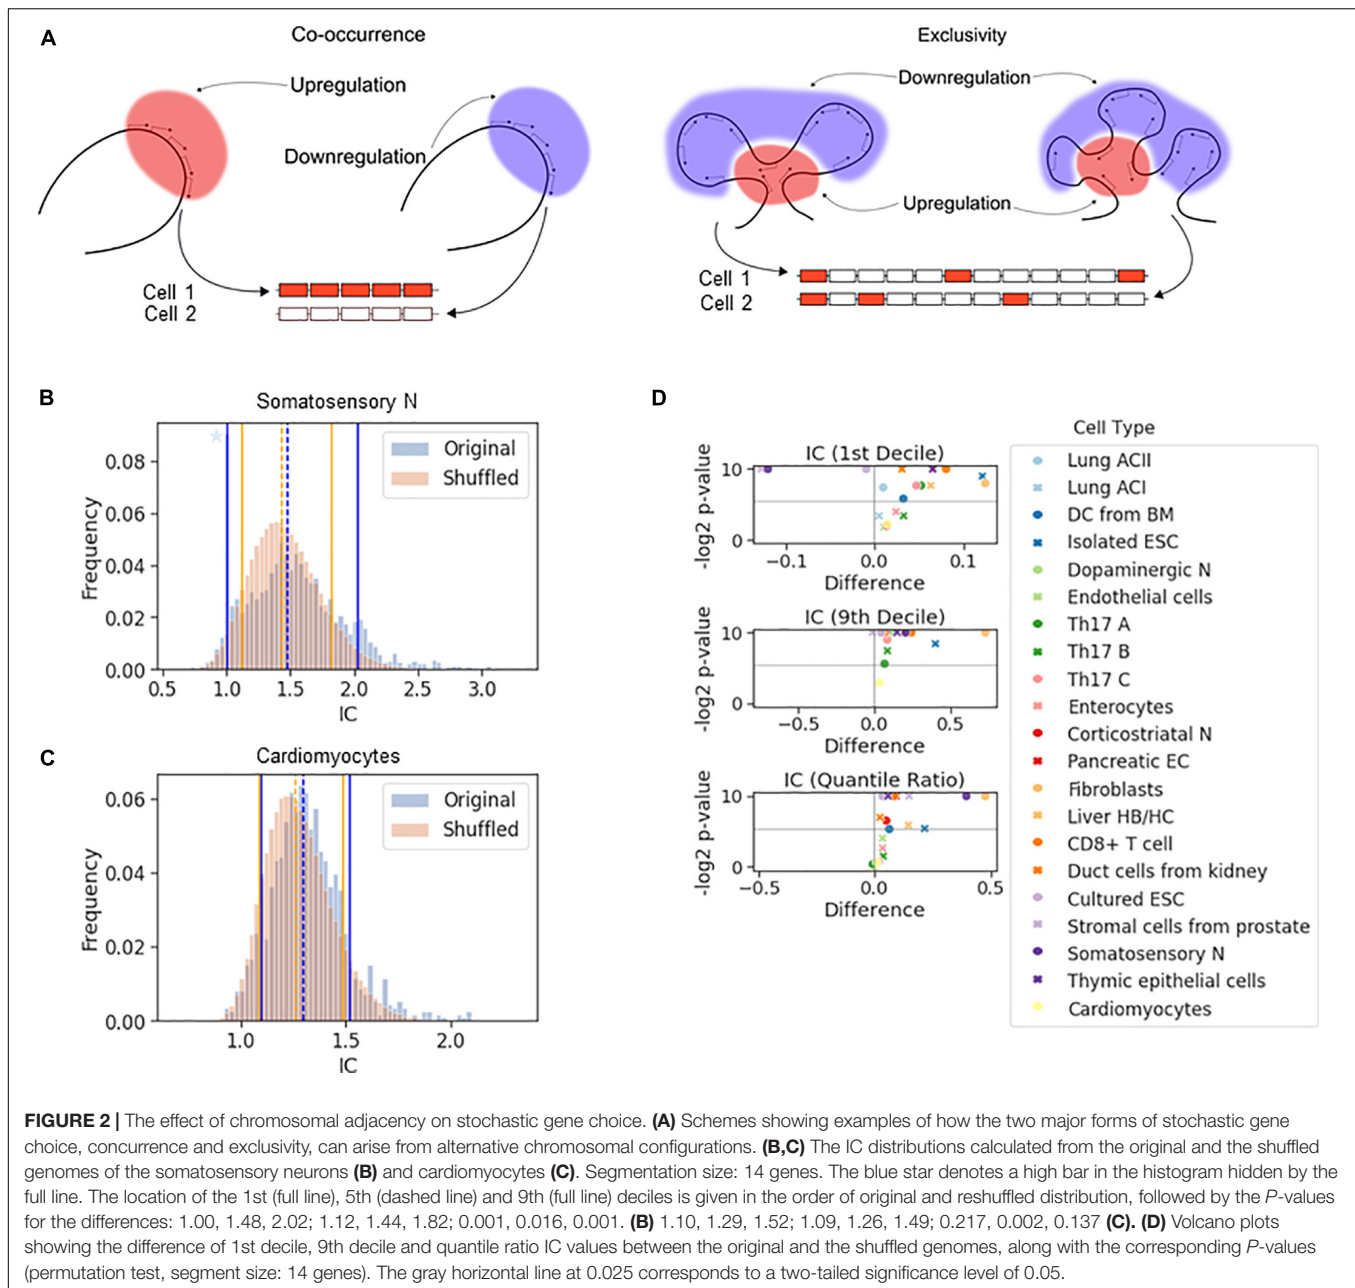 A
Co-occurrence
Exclusivity
Upregulation
Downregulation
Downregulation
Upregulation
Cell 1
Cell 2
Cell 1
Cell 2
B
Somatosensory N
Original
Shuffled
Frequency
0.08
0.06
0.04
0.02
0.00
0.5 1.0 1.5 2.0 2.5 3.0
IC
C
Cardiomyocytes
Original
Shuffled
Frequency
0.06
0.04
0.02
0.00
1.0 1.5 2.0
IC
D
IC (1st Decile)
-log2 p-value
10
0
−0.1 0.0 0.1
Difference
IC (9th Decile)
-log2 p-value
10
0
−0.5 0.0 0.5
Difference
IC (Quantile Ratio)
-log2 p-value
10
0
−0.5 0.0 0.5
Difference
Cell Type
Lung ACII
Lung ACI
DC from BM
Isolated ESC
Dopaminergic N
Endothelial cells
Th17 A
Th17 B
Th17 C
Enterocytes
Corticostriatal N
Pancreatic EC
Fibroblasts
Liver HB/HC
CD8+ T cell
Duct cells from kidney
Cultured ESC
Stromal cells from prostate
Somatosensory N
Thymic epithelial cells
Cardiomyocytes
FIGURE 2 | The effect of chromosomal adjacency on stochastic gene choice. (A) Schemes showing examples of how the two major forms of stochastic gene
choice, concurrence and exclusivity, can arise from alternative chromosomal configurations. (B,C) The IC distributions calculated from the original and the shuffled
genomes of the somatosensory neurons (B) and cardiomyocytes (C). Segmentation size: 14 genes. The blue star denotes a high bar in the histogram hidden by the
full line. The location of the 1st (full line), 5th (dashed line) and 9th (full line) deciles is given in the order of original and reshuffled distribution, followed by the P-values
for the differences: 1.00, 1.48, 2.02; 1.12, 1.44, 1.82; 0.001, 0.016, 0.001. (B) 1.10, 1.29, 1.52; 1.09, 1.26, 1.49; 0.217, 0.002, 0.137 (C). (D) Volcano plots
showing the difference of 1st decile, 9th decile and quantile ratio IC values between the original and the shuffled genomes, along with the corresponding P-values
(permutation test, segment size: 14 genes). The gray horizontal line at 0.025 corresponds to a two-tailed significance level of 0.05.